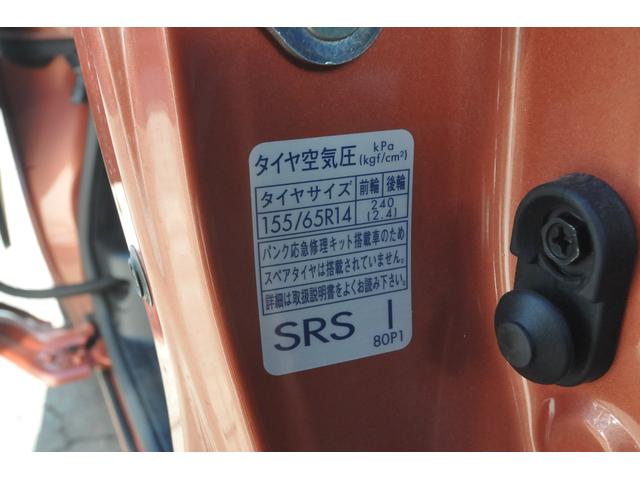 タイヤ空気圧 kPa
(kgf/cm²)
タイヤサイズ 前輪 後輪
155/65R14 240
(2.4)
パンク応急修理キット搭載車のため
スペアタイヤは搭載されていません。
詳細は取扱説明書をよくお読み下さい。
SRS I
80P1